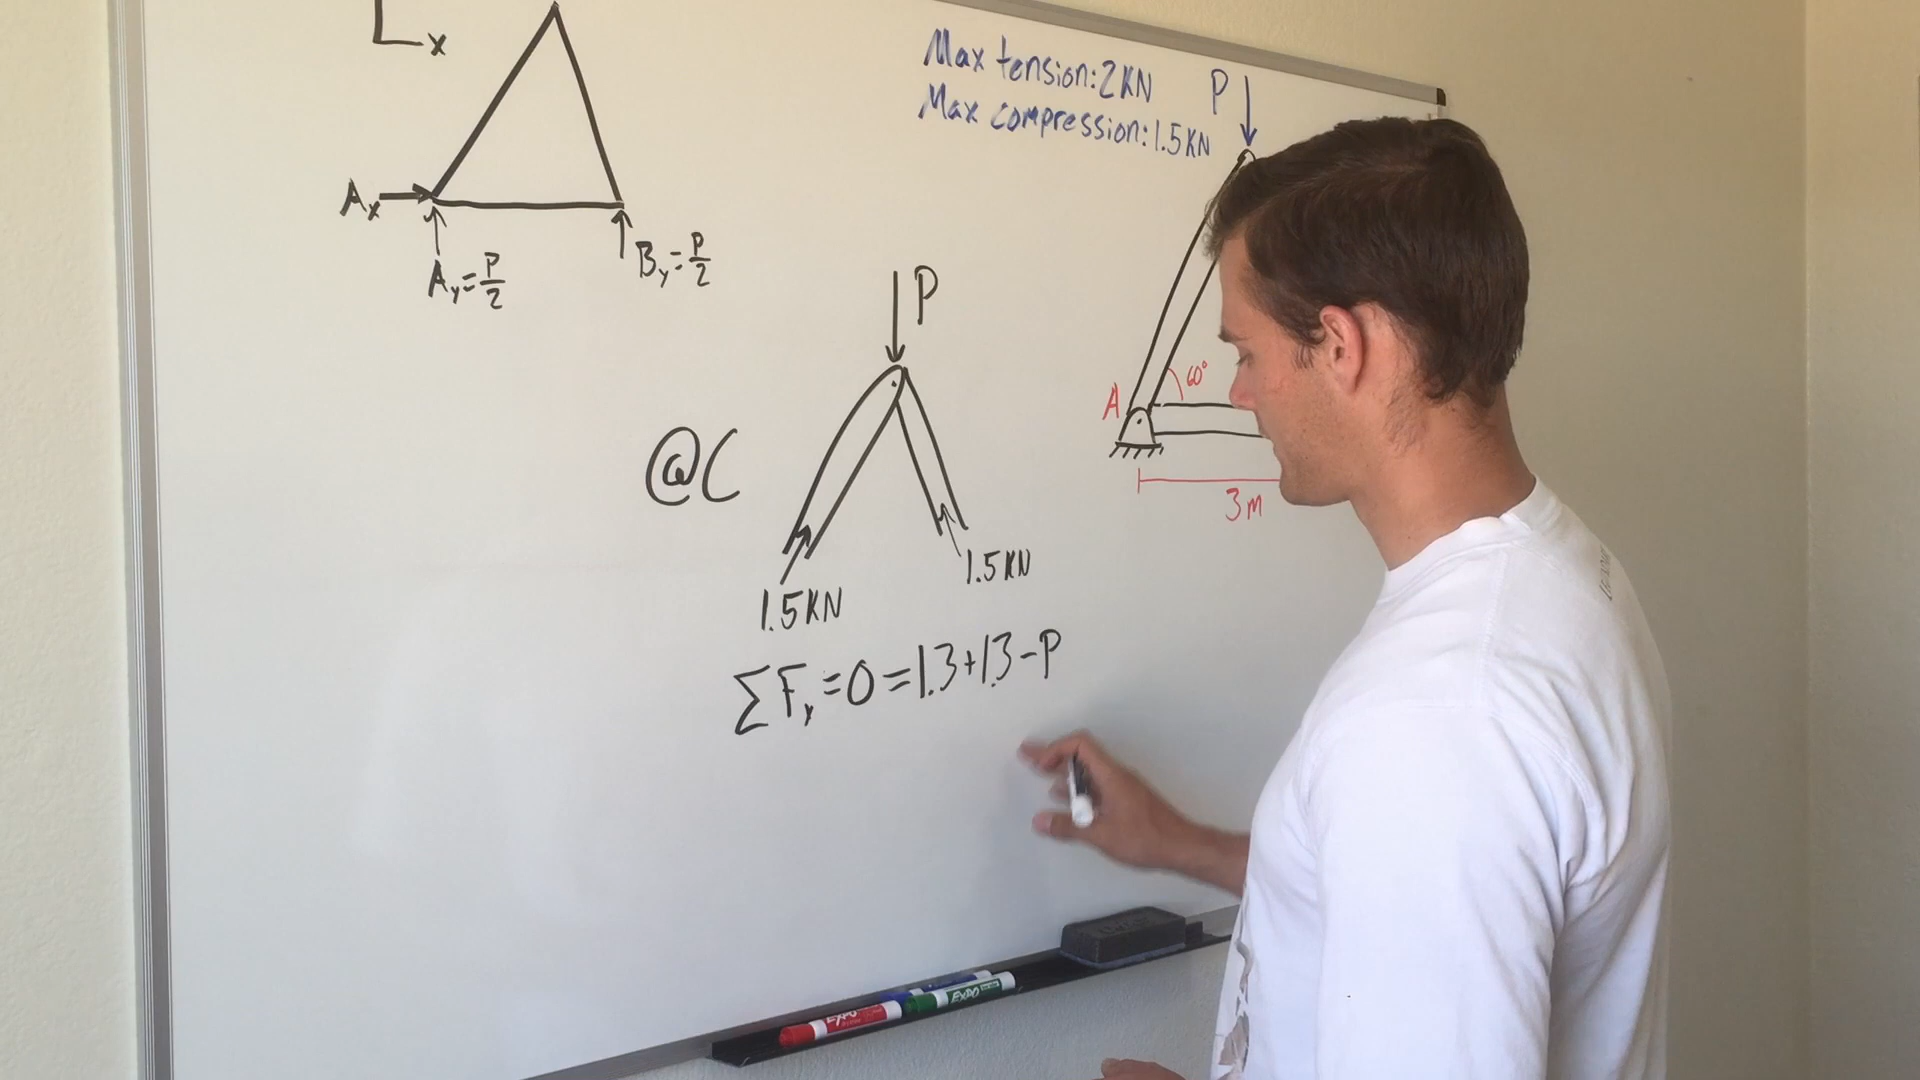 x
Max tension: 2KN
Max compression: 1.5KN
P
Ax
Ay = P/2
By = P/2
P
A
60°
3m
@C
1.5KN
1.5KN
ΣFy = 0 = 1.3 + 1.3 - P
EXPO
EXPO